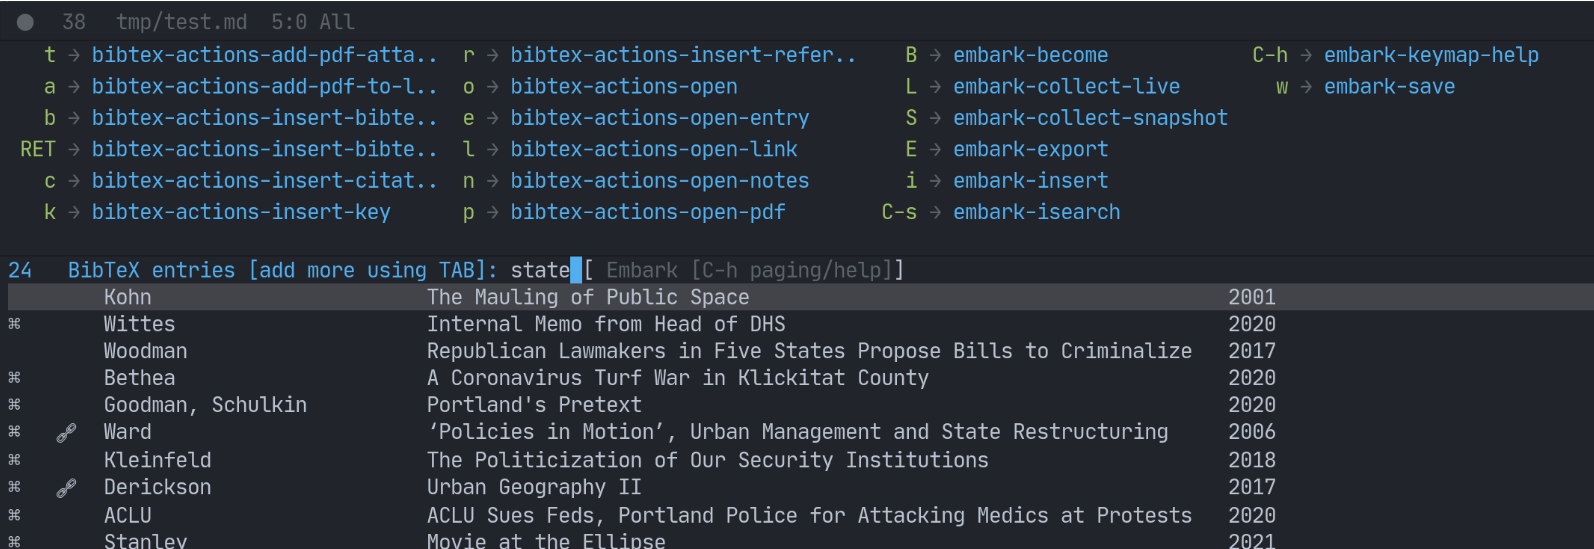 38 tmp/test.md 5:0 All
t → bibtex-actions-add-pdf-atta.. r → bibtex-actions-insert-refer.. B → embark-become C-h → embark-keymap-help
a → bibtex-actions-add-pdf-to-l.. o → bibtex-actions-open L → embark-collect-live w → embark-save
b → bibtex-actions-insert-bibte.. e → bibtex-actions-open-entry S → embark-collect-snapshot
RET → bibtex-actions-insert-bibte.. l → bibtex-actions-open-link E → embark-export
c → bibtex-actions-insert-citat.. n → bibtex-actions-open-notes i → embark-insert
k → bibtex-actions-insert-key p → bibtex-actions-open-pdf C-s → embark-isearch
24 BibTeX entries [add more using TAB]: state [ Embark [C-h paging/help]]
Kohn The Mauling of Public Space 2001
⌘ Wittes Internal Memo from Head of DHS 2020
Woodman Republican Lawmakers in Five States Propose Bills to Criminalize 2017
⌘ Bethea A Coronavirus Turf War in Klickitat County 2020
⌘ Goodman, Schulkin Portland's Pretext 2020
⌘ Ward ‘Policies in Motion’, Urban Management and State Restructuring 2006
⌘ Kleinfeld The Politicization of Our Security Institutions 2018
⌘ Derickson Urban Geography II 2017
⌘ ACLU ACLU Sues Feds, Portland Police for Attacking Medics at Protests 2020
⌘ Stanley Movie at the Ellipse 2021